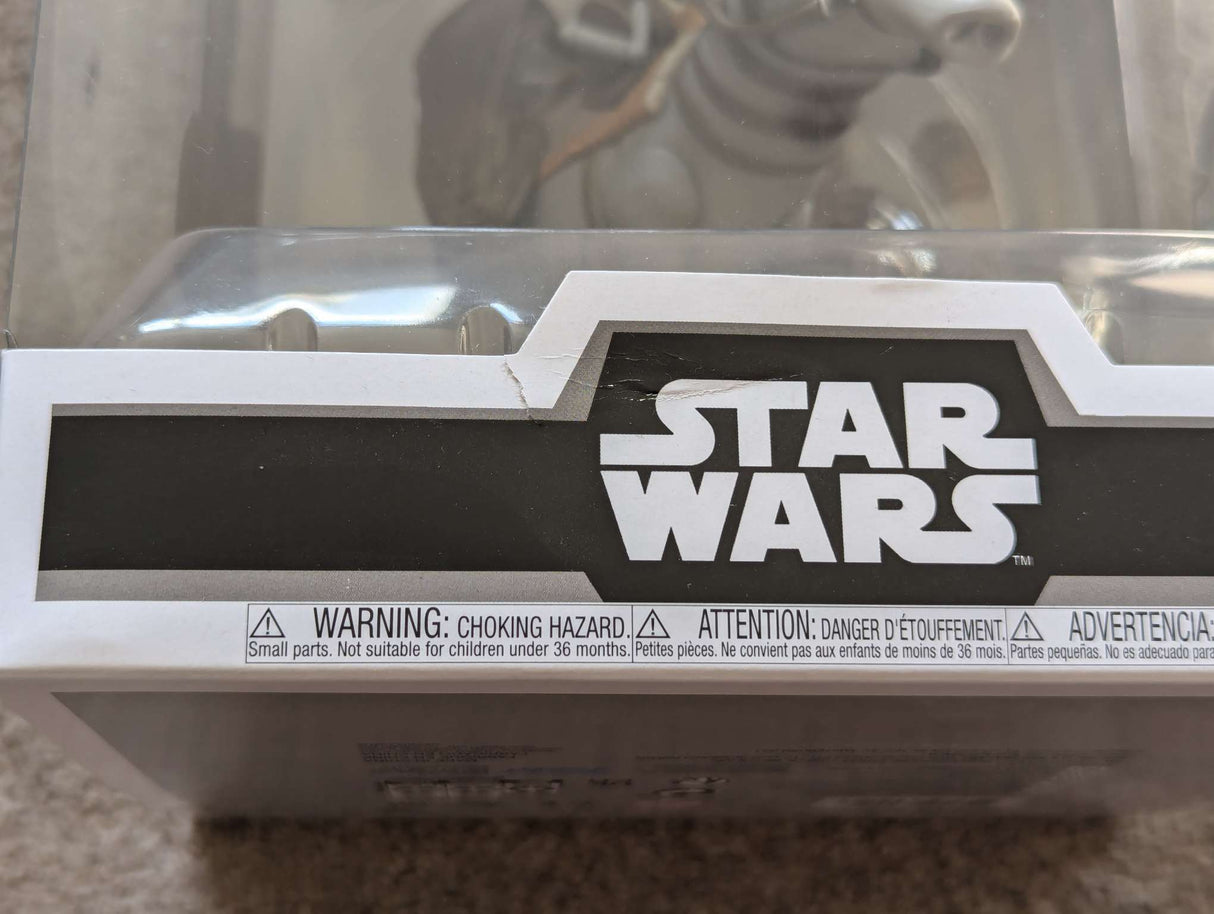 STAR
WARS
TM
WARNING: CHOKING HAZARD.
Small parts. Not suitable for children under 36 months.
ATTENTION: DANGER D'ÉTOUFFEMENT.
Petites pièces. Ne convient pas aux enfants de moins de 36 mois.
ADVERTENCIA:
Partes pequeñas. No es adecuado para